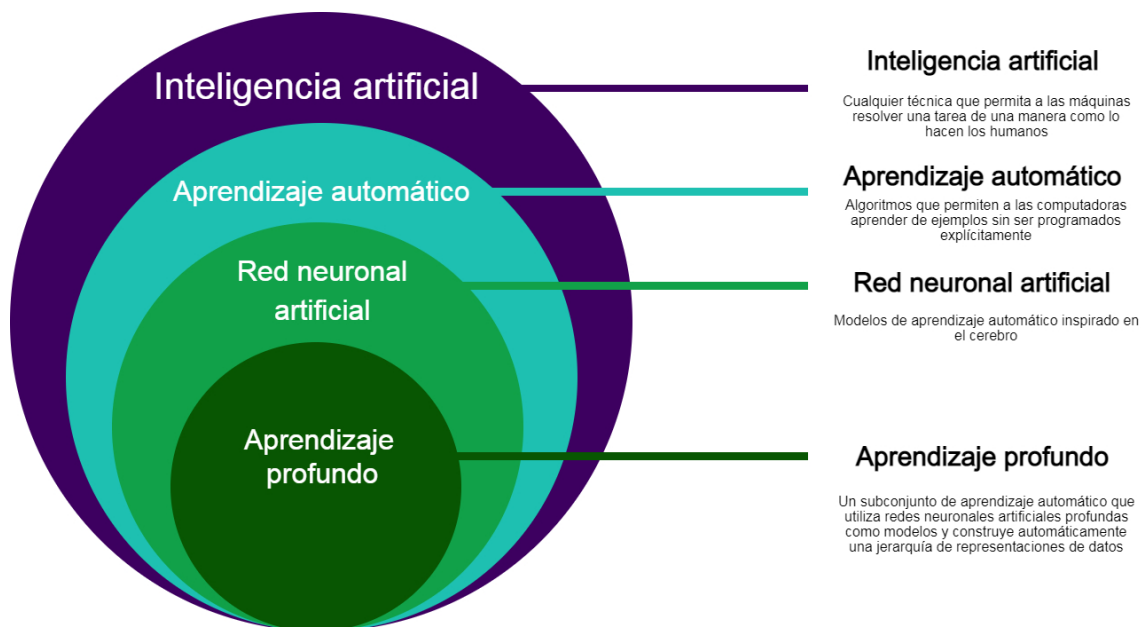 Inteligencia artificial
Aprendizaje automático
Red neuronal
artificial
Aprendizaje
profundo
Inteligencia artificial
Cualquier técnica que permita a las máquinas
resolver una tarea de una manera como lo
hacen los humanos
Aprendizaje automático
Algoritmos que permiten a las computadoras
aprender de ejemplos sin ser programados
explícitamente
Red neuronal artificial
Modelos de aprendizaje automático inspirado en
el cerebro
Aprendizaje profundo
Un subconjunto de aprendizaje automático que
utiliza redes neuronales artificiales profundas
como modelos y construye automáticamente
una jerarquía de representaciones de datos